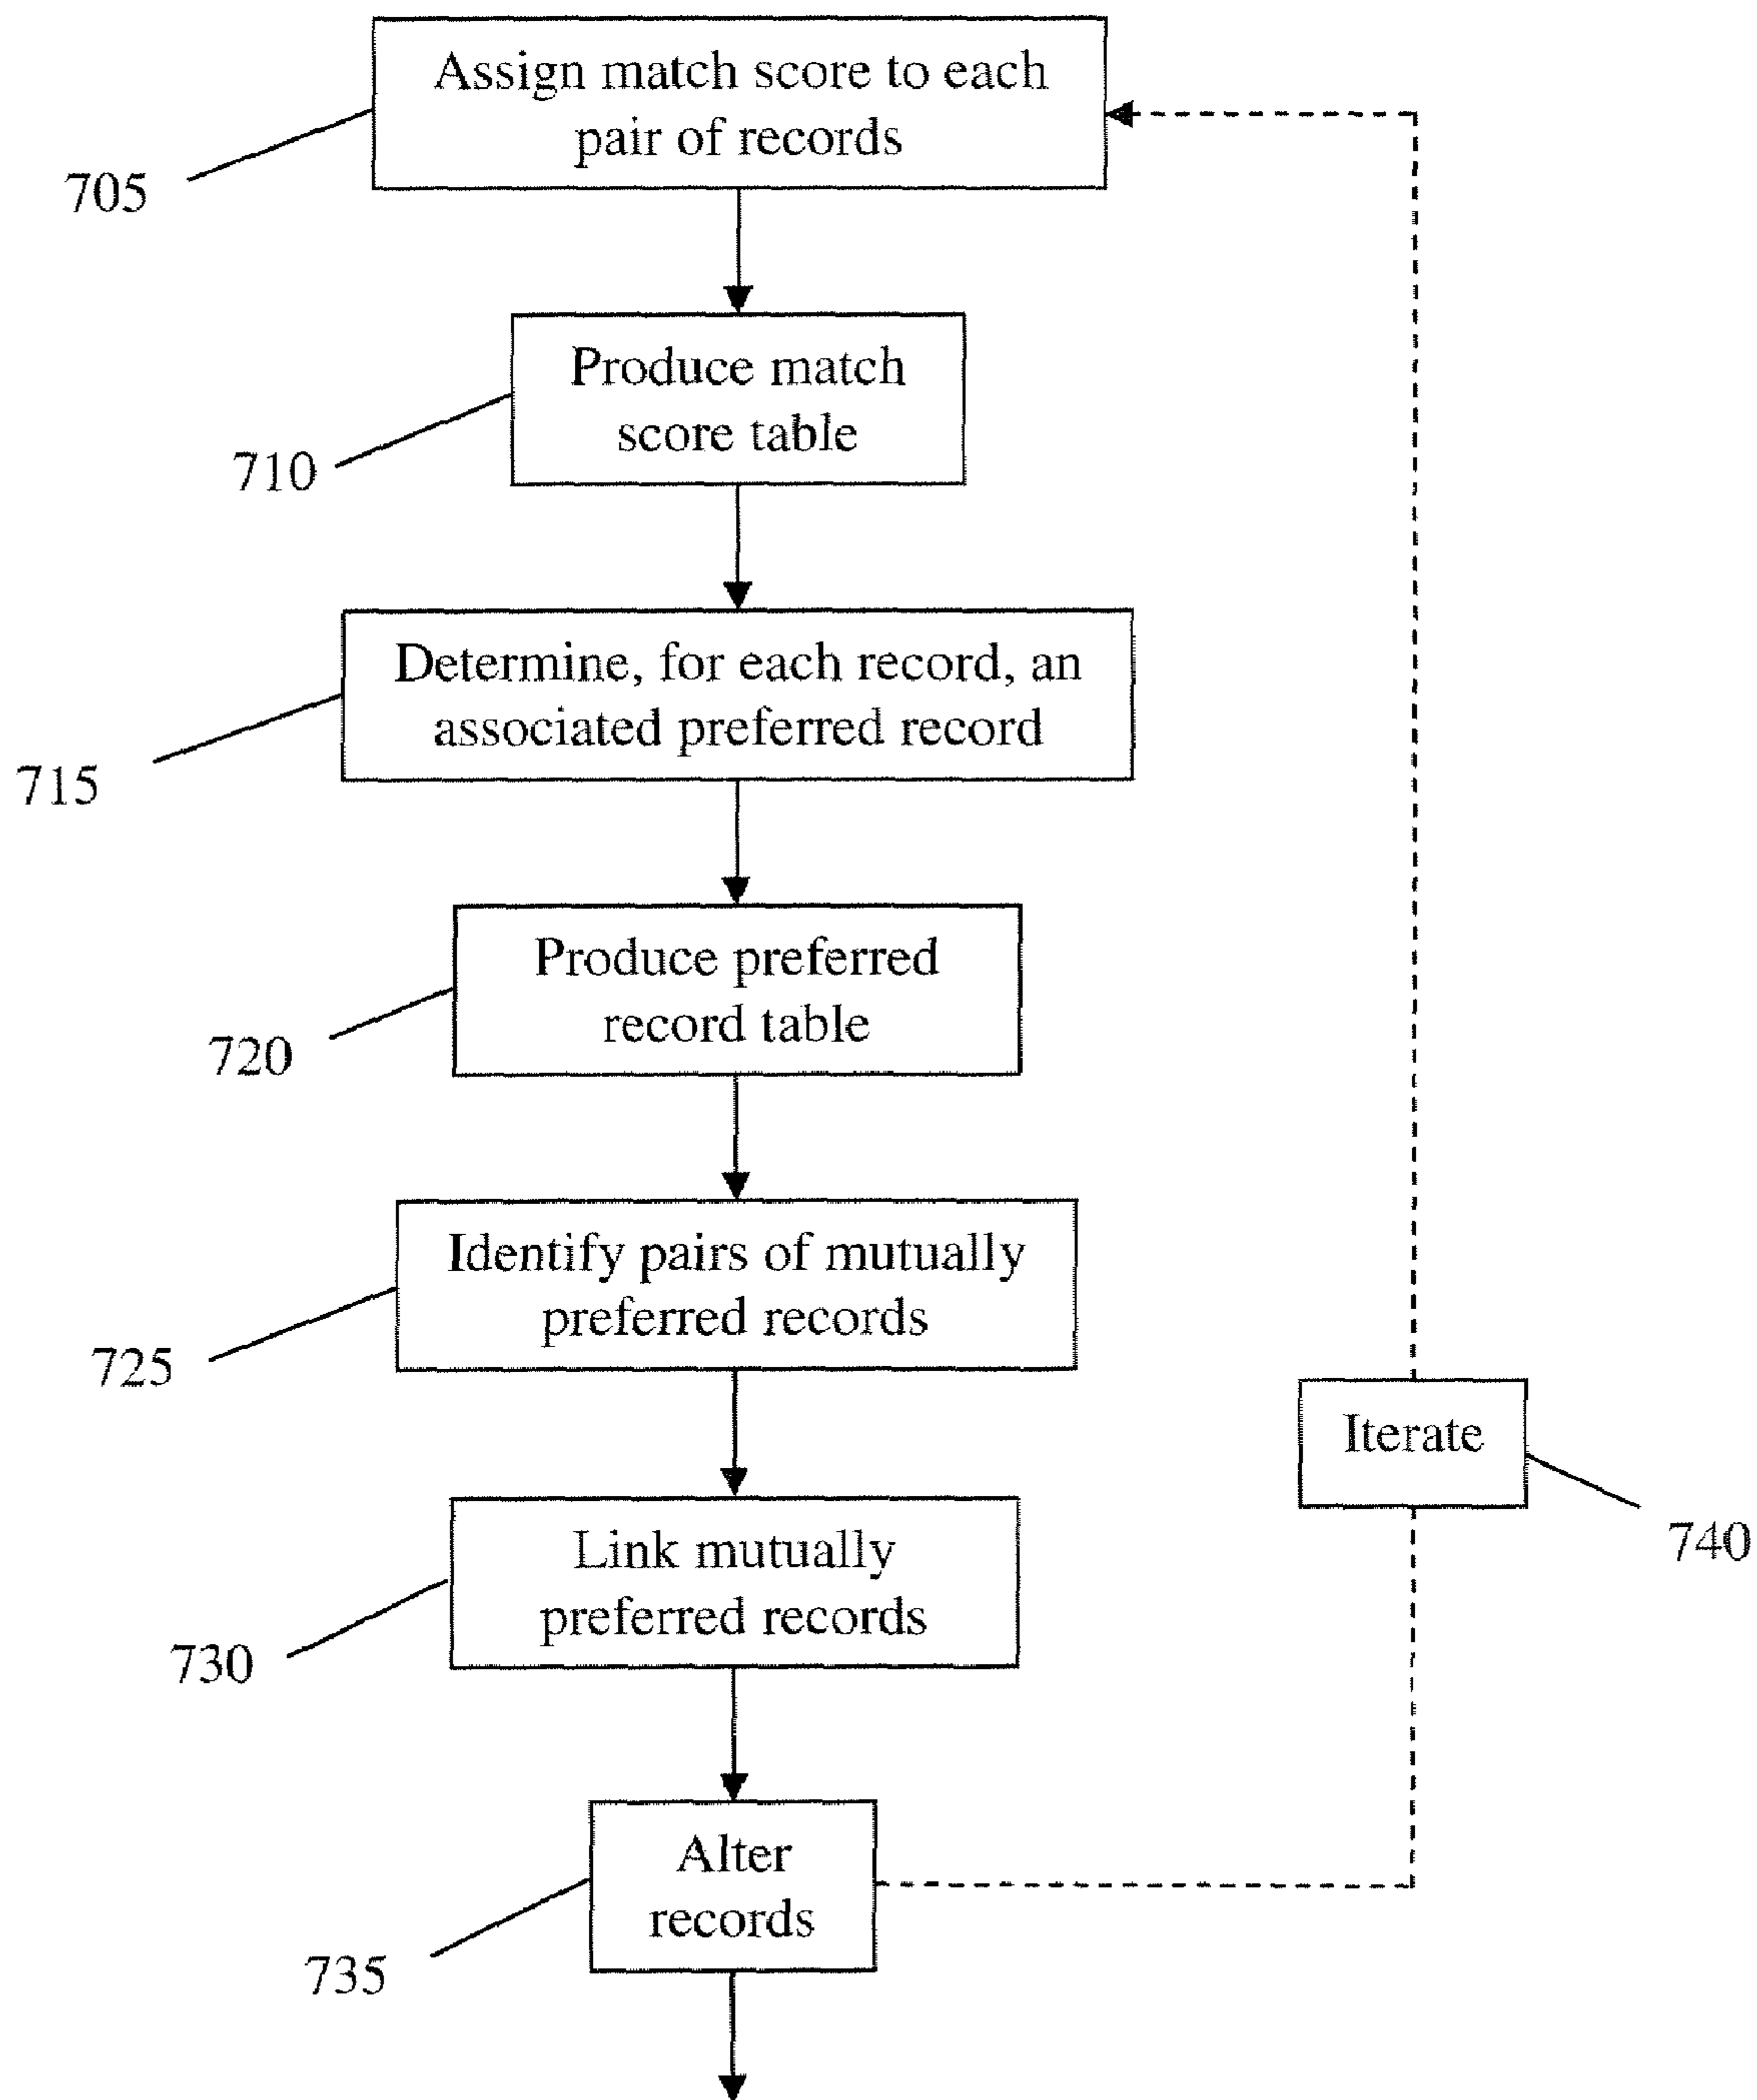 Assign match score to each
pair of records
705
Produce match
score table
710
Determine, for each record, an
associated preferred record
715
Produce preferred
record table
720
Identify pairs of mutually
preferred records
725
Iterate
740
Link mutually
preferred records
730
Alter
records
735